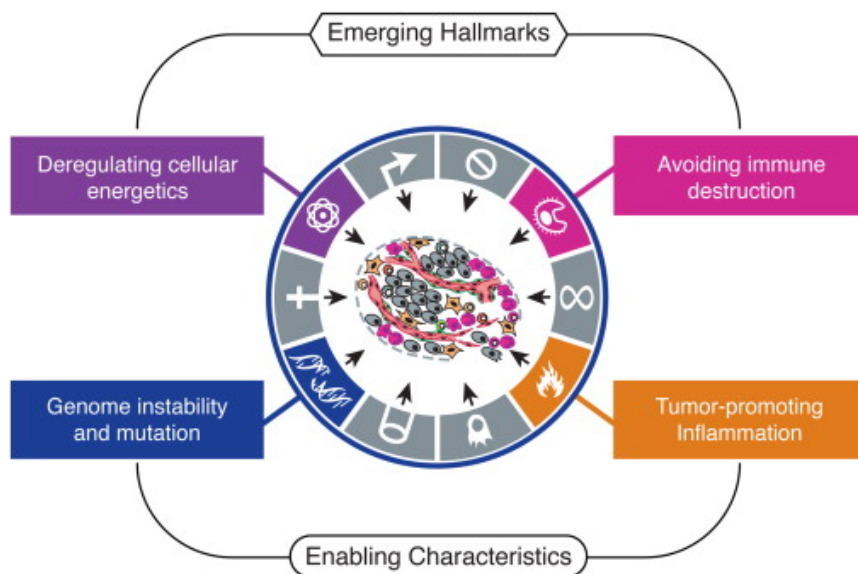 Emerging Hallmarks
Deregulating cellular
energetics
Avoiding immune
destruction
Genome instability
and mutation
Tumor-promoting
Inflammation
Enabling Characteristics